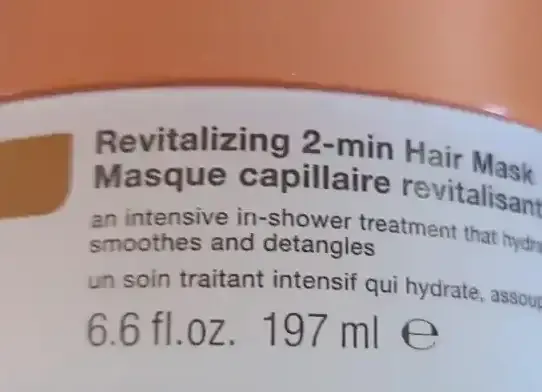 Revitalizing 2-min Hair Mask
Masque capillaire revitalisant
an intensive in-shower treatment that
smoothes and detangles
un soin traitant intensif qui hydrate,
6.6 fl.oz. 197 ml ℮